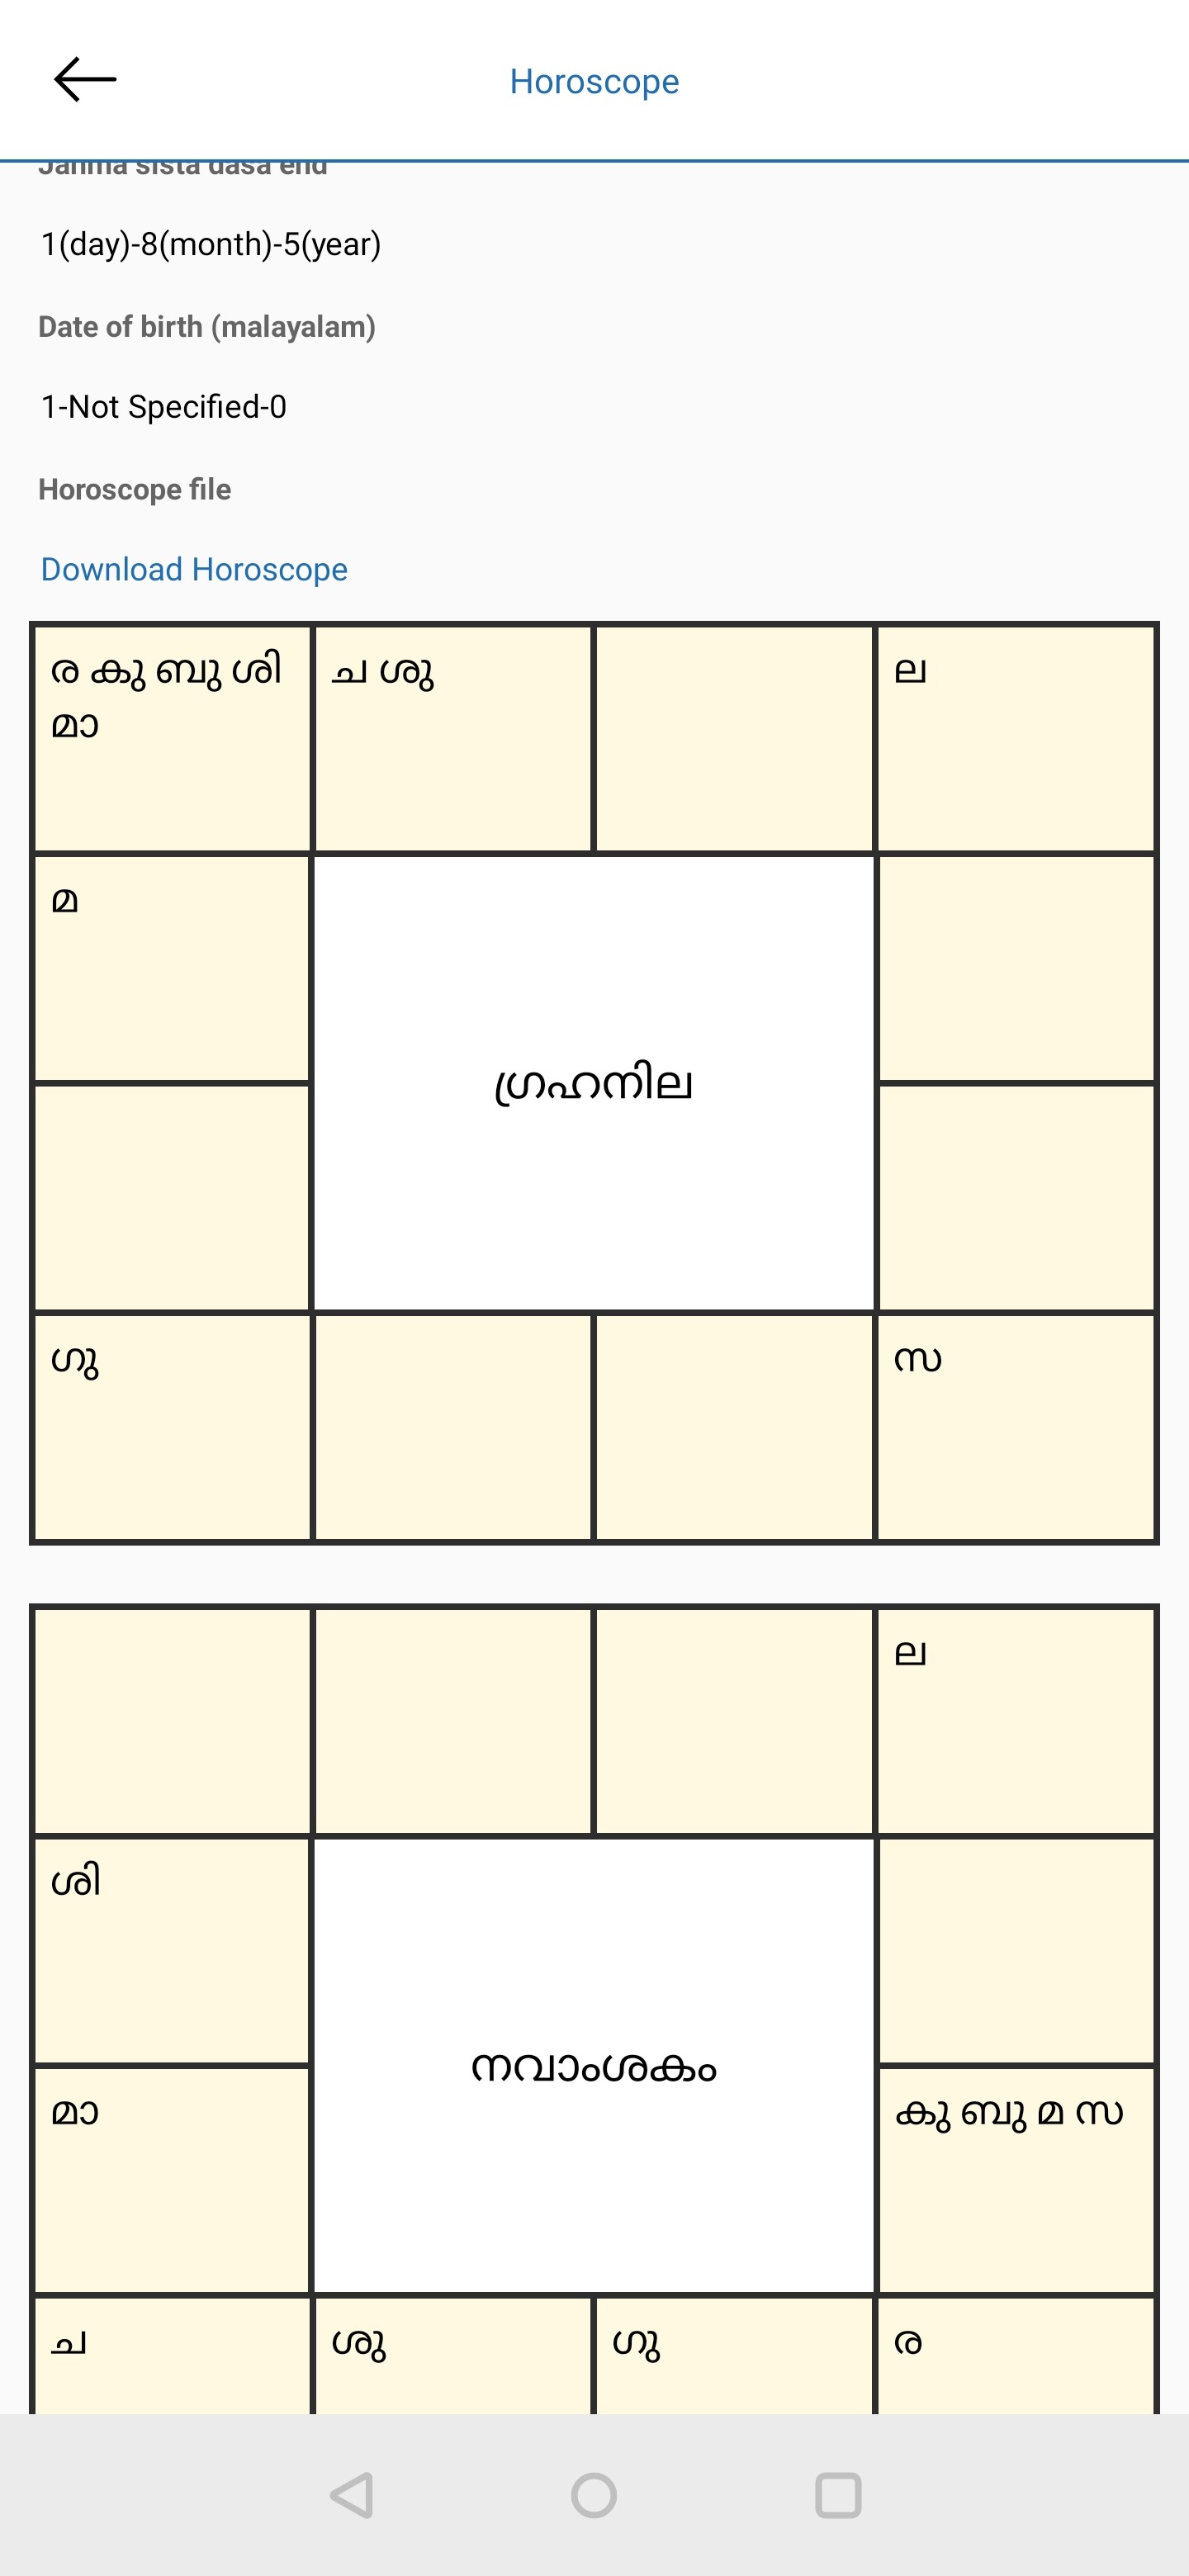 Horoscope
Janma sista dasa end
1(day)-8(month)-5(year)
Date of birth (malayalam)
1-Not Specified-0
Horoscope file
Download Horoscope
ര കു ബു ശി
മാ
ച ശു
ല
മ
ഗ്രഹനില
ഗു
സ
ല
ശി
നവാംശകം
മാ
കു ബു മ സ
ച
ശു
ഗു
ര